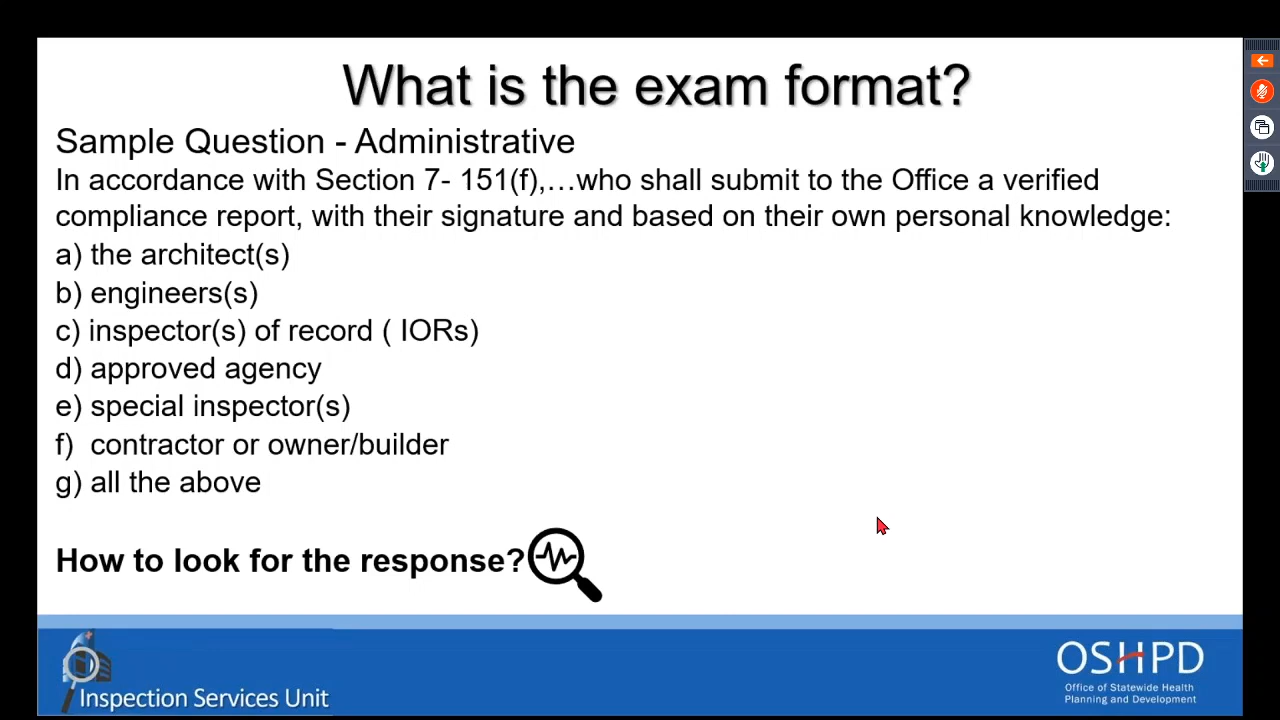 What is the exam format?
Sample Question - Administrative
In accordance with Section 7- 151(f),…who shall submit to the Office a verified
compliance report, with their signature and based on their own personal knowledge:
a) the architect(s)
b) engineers(s)
c) inspector(s) of record ( IORs)
d) approved agency
e) special inspector(s)
f)  contractor or owner/builder
g) all the above
How to look for the response?
Inspection Services Unit
OSHPD
Office of Statewide Health
Planning and Development